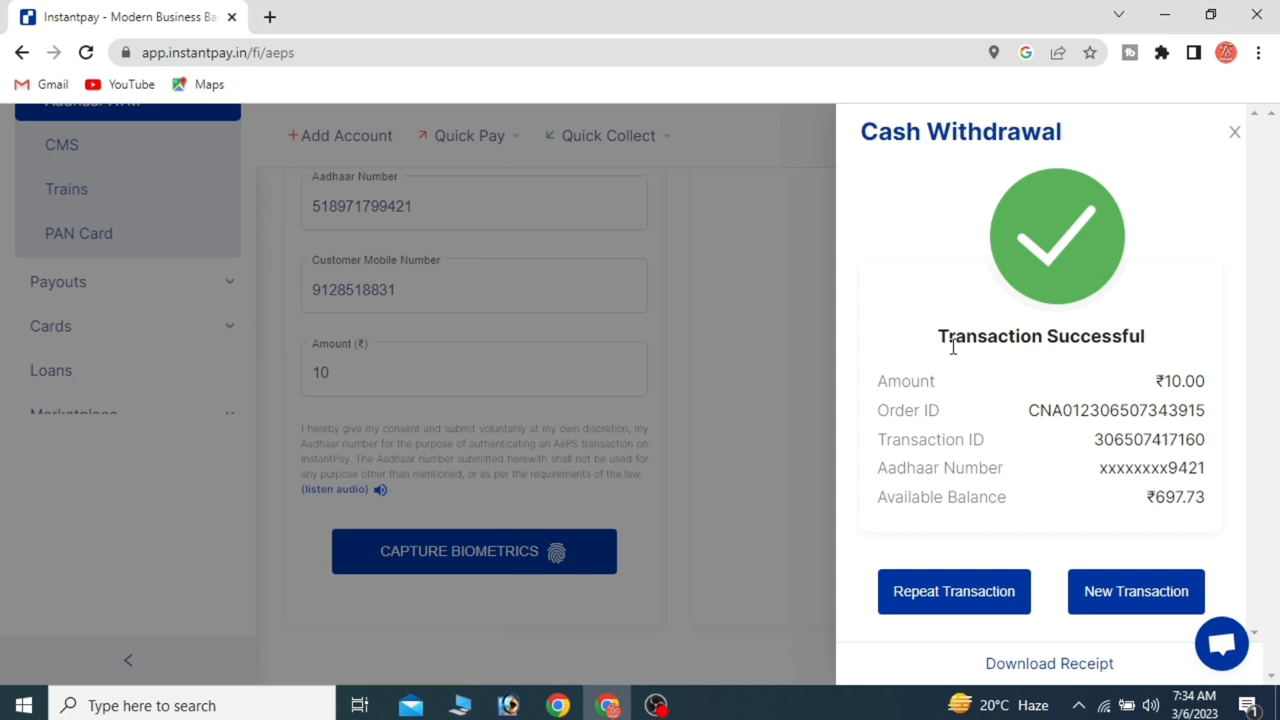 Instantpay - Modern Business Ba
app.instantpay.in/fi/aeps
Gmail YouTube Maps
CMS
Trains
PAN Card
Payouts
Cards
Loans
Marketplace
+Add Account Quick Pay Quick Collect
Aadhaar Number
518971799421
Customer Mobile Number
9128518831
Amount (₹)
10
I hereby give my consent and submit voluntarily at my own discretion, my
Aadhaar number for the purpose of authenticating an AePS transaction on
InstantPay. The Aadhaar number submitted herewith shall not be used for
any purpose other than mentioned, or as per the requirements of the law.
(listen audio)
CAPTURE BIOMETRICS
Cash Withdrawal
Transaction Successful
Amount ₹10.00
Order ID CNA012306507343915
Transaction ID 306507417160
Aadhaar Number xxxxxxxx9421
Available Balance ₹697.73
Repeat Transaction New Transaction
Download Receipt
Type here to search
20°C Haze
7:34 AM
3/6/2023
1